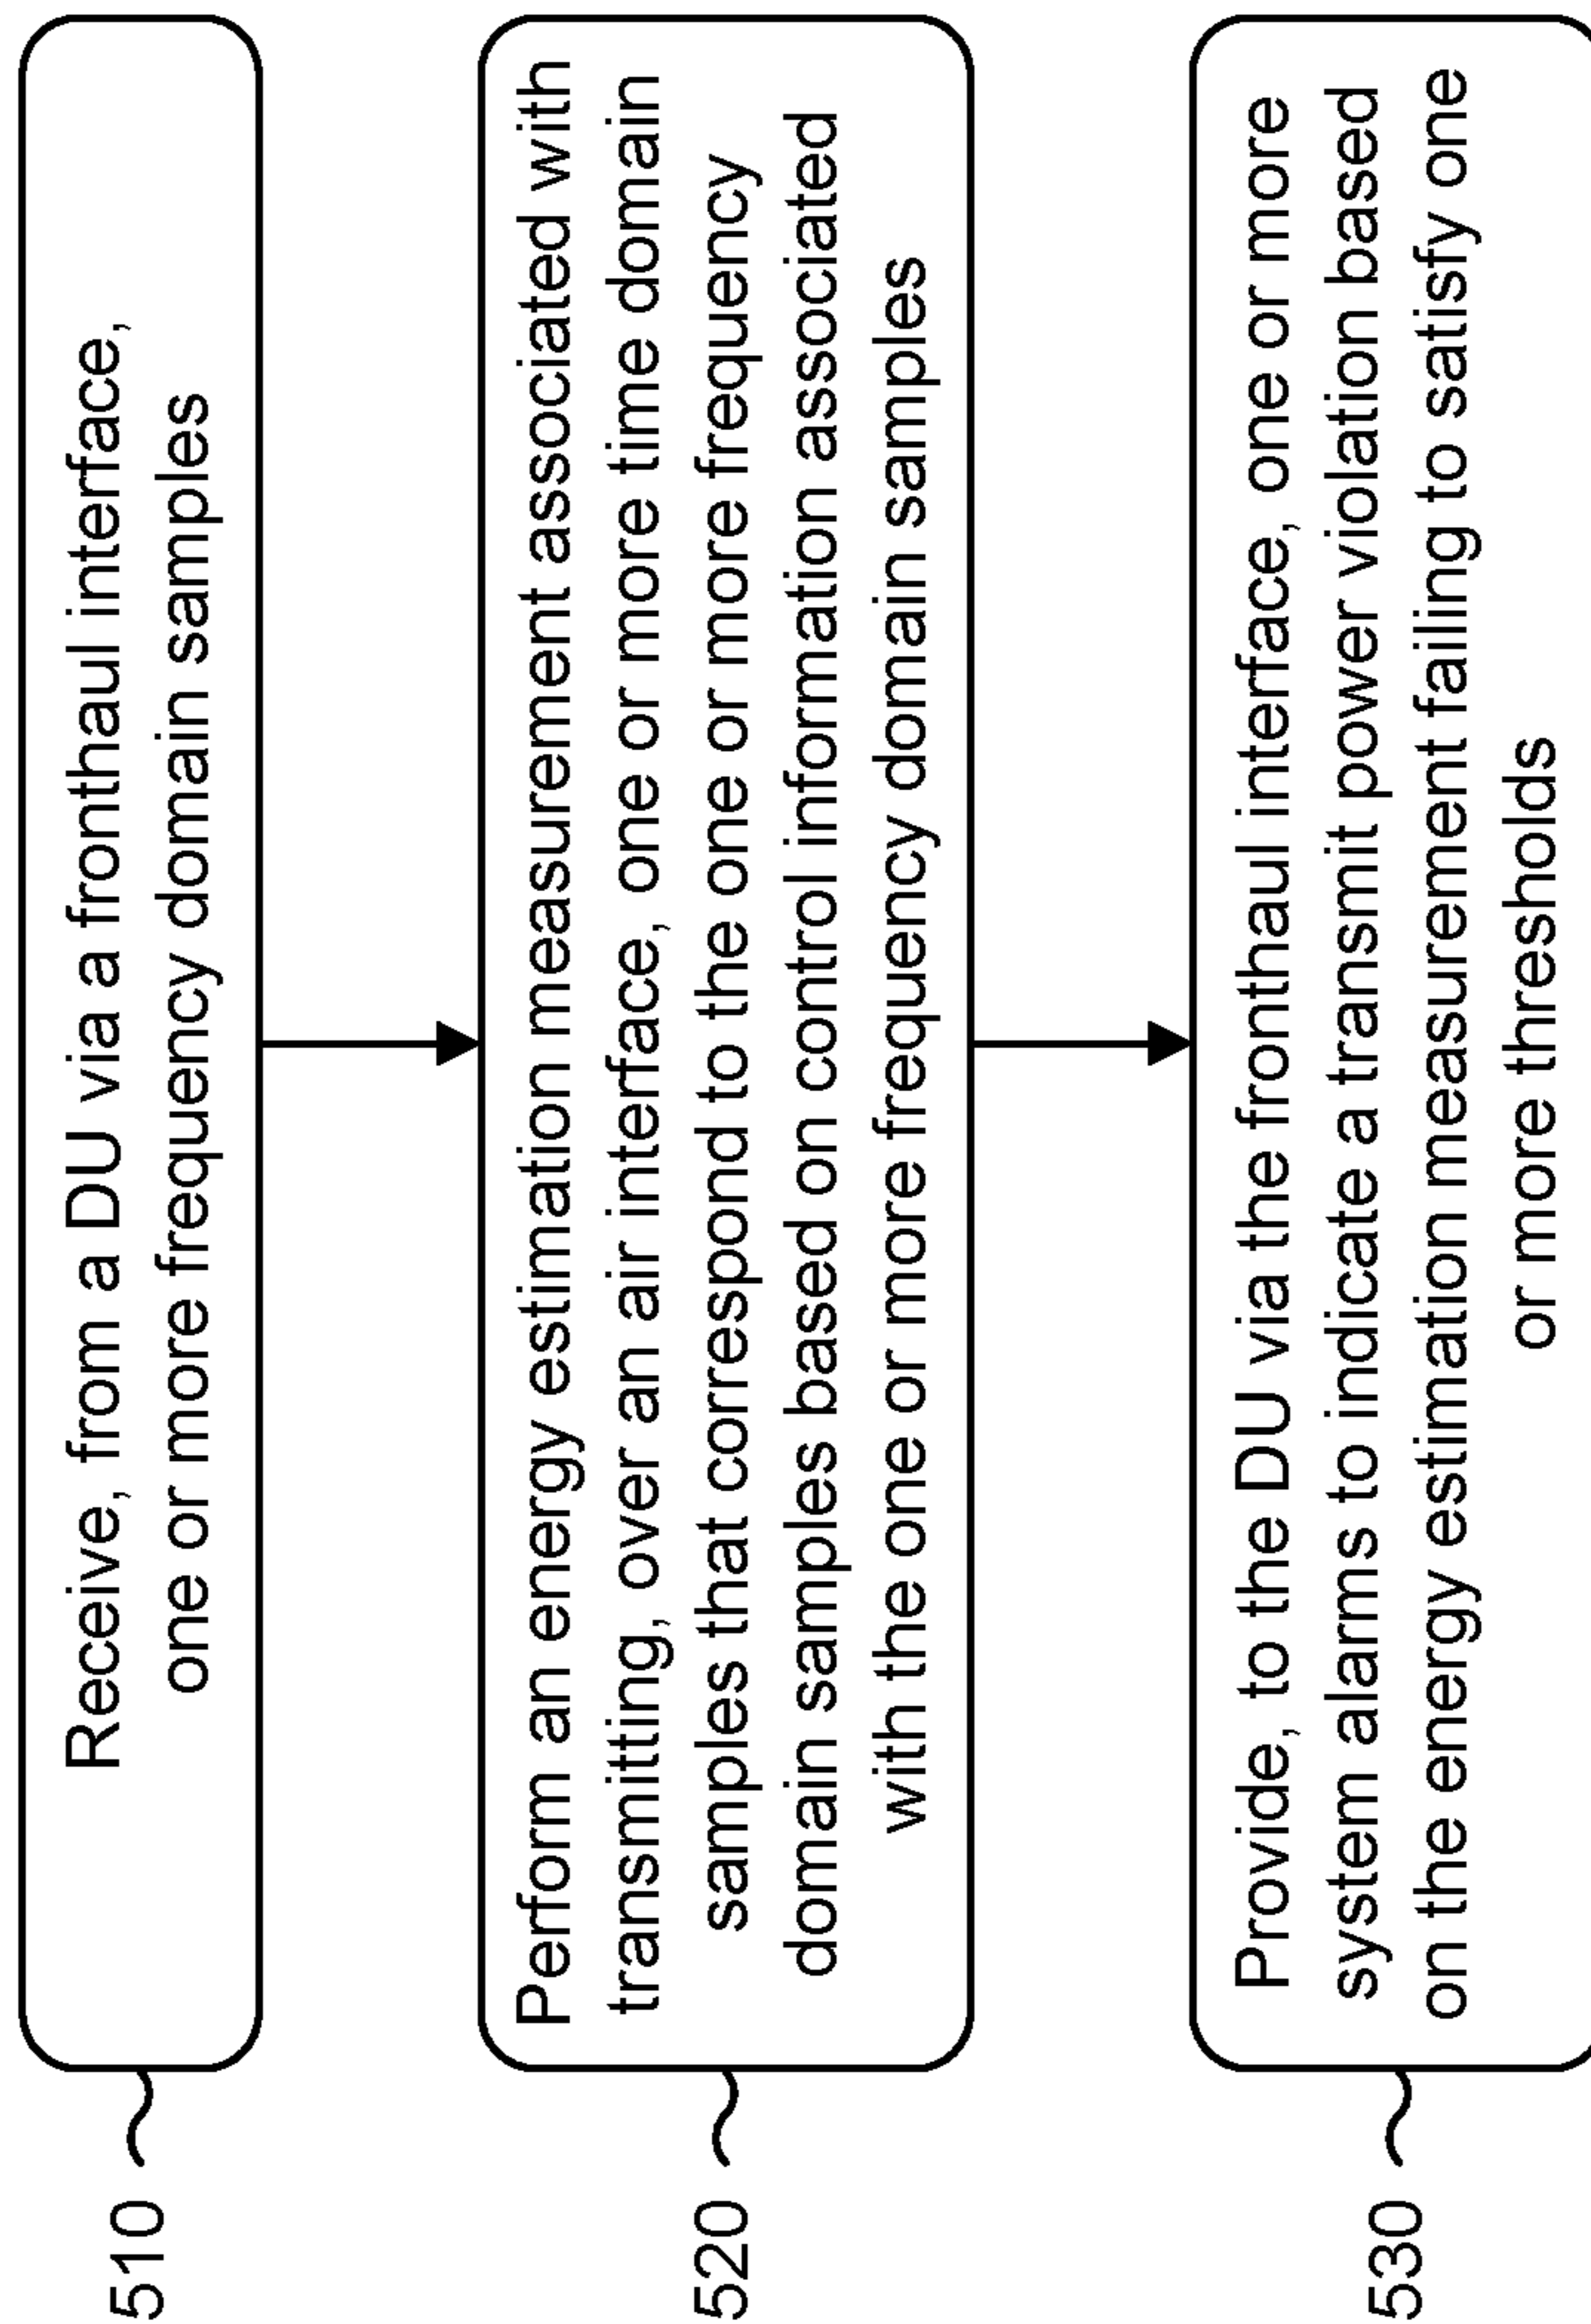 510
Receive, from a DU via a fronthaul interface,
one or more frequency domain samples
520
Perform an energy estimation measurement associated with
transmitting, over an air interface, one or more time domain
samples that correspond to the one or more frequency
domain samples based on control information associated
with the one or more frequency domain samples
530
Provide, to the DU via the fronthaul interface, one or more
system alarms to indicate a transmit power violation based
on the energy estimation measurement failing to satisfy one
or more thresholds